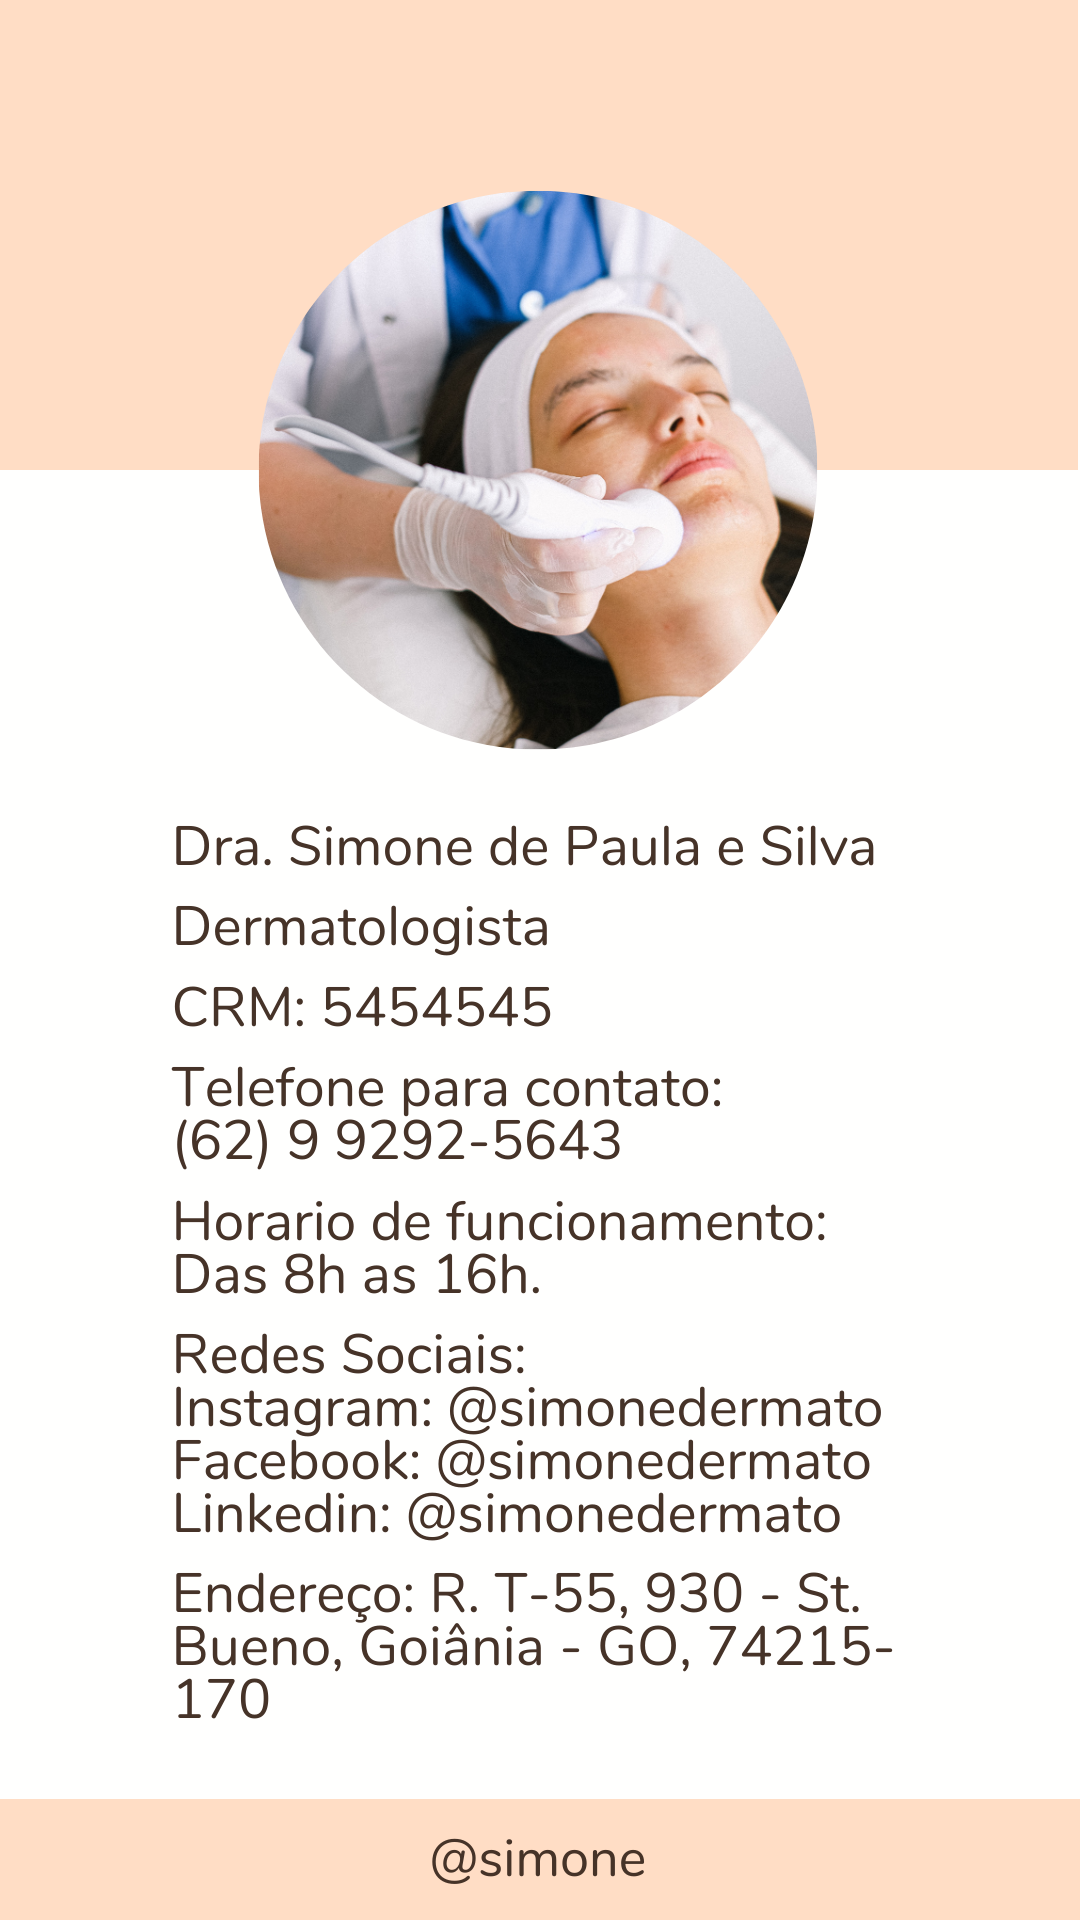 Dra. Simone de Paula e Silva
Dermatologista
CRM: 5454545
Telefone para contato:
(62) 9 9292-5643
Horario de funcionamento:
Das 8h as 16h.
Redes Sociais:
Instagram: @simonedermato
Facebook: @simonedermato
Linkedin: @simonedermato
Endereço: R. T-55, 930 - St.
Bueno, Goiânia - GO, 74215-
170
@simone